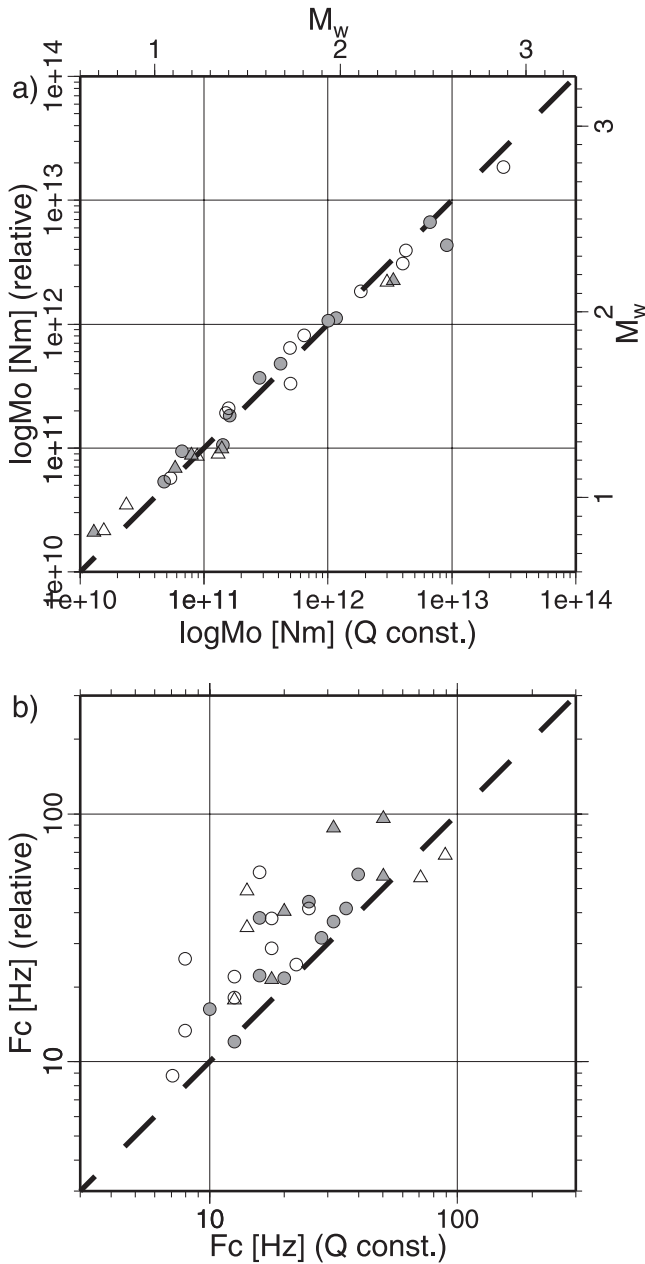 Mw
1 2 3
a)
1e+14
1e+13
1e+12
1e+11
1e+10
logMo [Nm] (relative)
3
2
1
Mw
1e+10 1e+11 1e+12 1e+13 1e+14
logMo [Nm] (Q const.)
b)
100
10
Fc [Hz] (relative)
10 100
Fc [Hz] (Q const.)